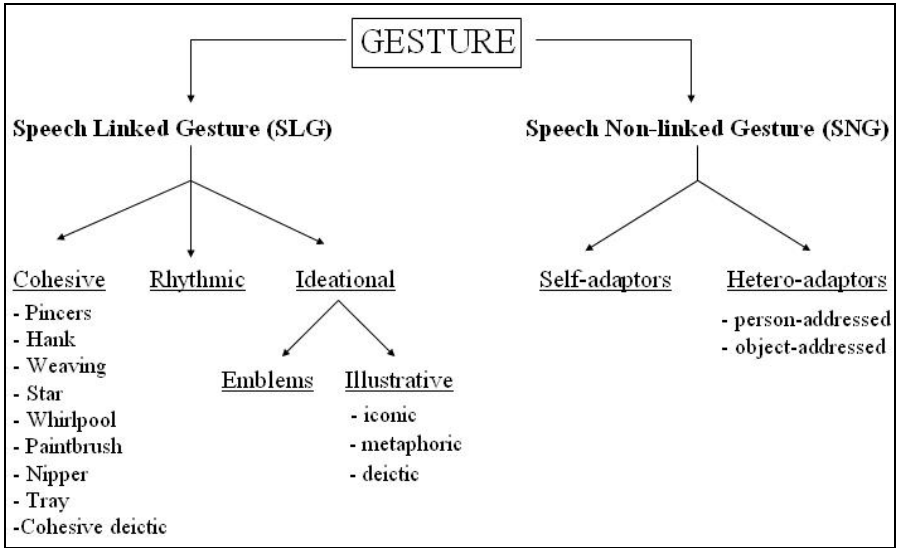 GESTURE
Speech Linked Gesture (SLG)
Speech Non-linked Gesture (SNG)
Cohesive
- Pincers
- Hank
- Weaving
- Star
- Whirlpool
- Paintbrush
- Nipper
- Tray
-Cohesive deictic
Rhythmic
Ideational
Emblems
Illustrative
- iconic
- metaphoric
- deictic
Self-adaptors
Hetero-adaptors
- person-addressed
- object-addressed